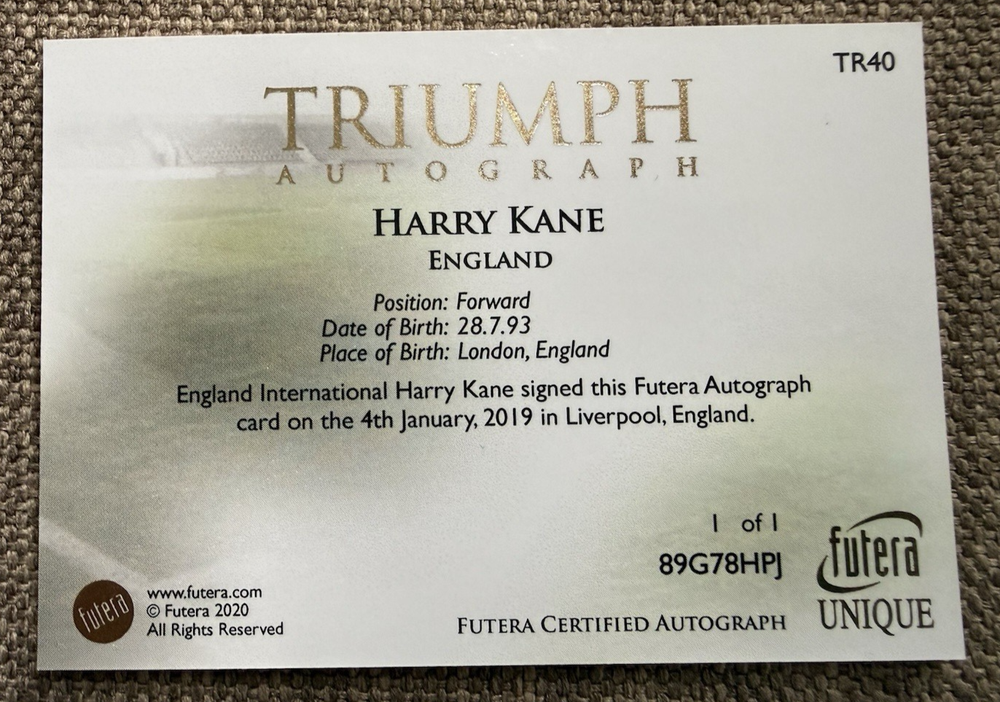 TR40
TRIUMPH
AUTOGRAPH
HARRY KANE
ENGLAND
Position: Forward
Date of Birth: 28.7.93
Place of Birth: London, England
England International Harry Kane signed this Futera Autograph
card on the 4th January, 2019 in Liverpool, England.
1 of 1
89G78HPJ
futera
UNIQUE
futera
www.futera.com
© Futera 2020
All Rights Reserved
FUTERA CERTIFIED AUTOGRAPH